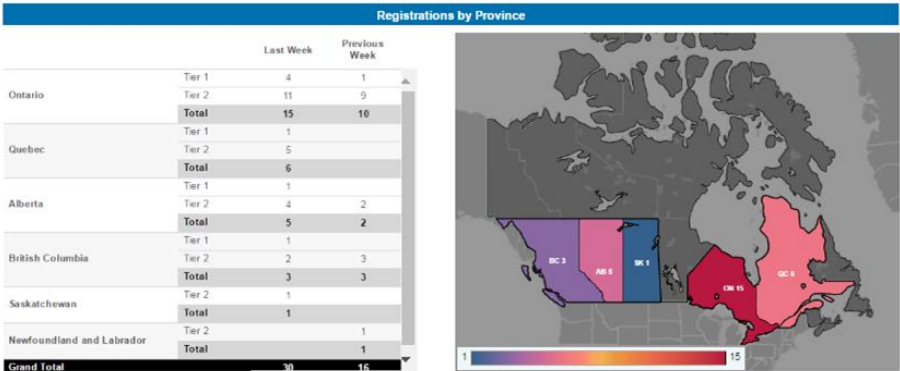 Registrations by Province
Last Week Previous Week
Ontario
Tier 1 4 1
Tier 2 11 9
Total 15 10
Quebec
Tier 1 1
Tier 2 5
Total 6
Alberta
Tier 1 1
Tier 2 4 2
Total 5 2
British Columbia
Tier 1 1
Tier 2 2 3
Total 3 3
Saskatchewan
Tier 2 1
Total 1
Newfoundland and Labrador
Tier 2 1
Total 1
Grand Total 30 16
BC 3
AB 5
SK 1
ON 15
QC 6
1 15